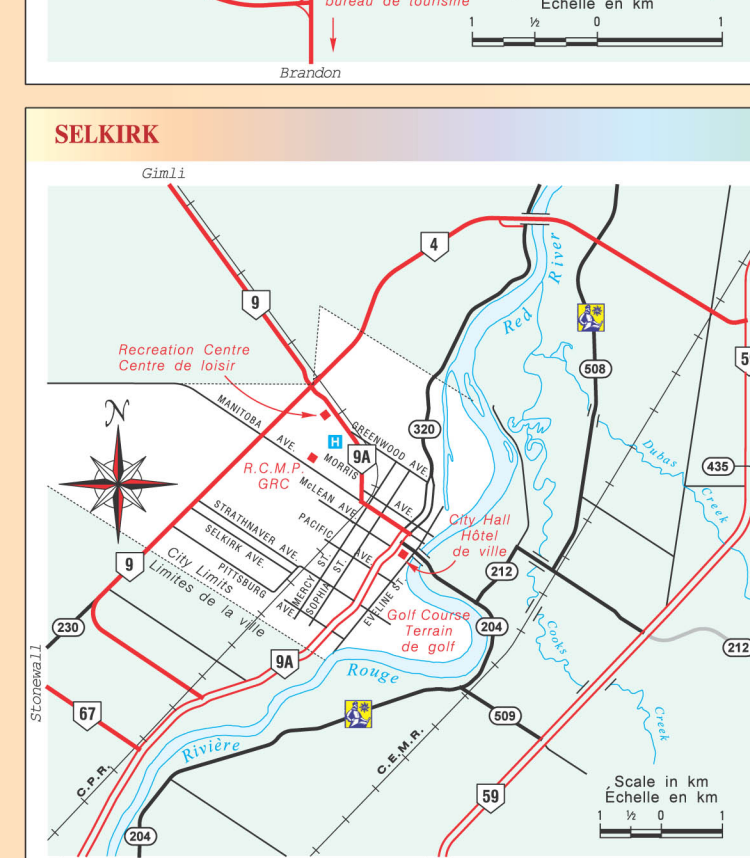 bureau de tourisme
Échelle en km
1 ½ 0 1
Brandon
SELKIRK
Gimli
4
River
Red
9
508
5
Recreation Centre
Centre de loisir
MANITOBA AVE.
GREENWOOD AVE.
320
N
H
9A
R.C.M.P.
GRC
MORRIS AVE.
McLEAN AVE.
Dubas Creek
435
STRATHNAVER AVE.
PACIFIC AVE.
City Hall
Hôtel
de ville
SELKIRK AVE.
9
City Limits
Limites de la ville
PITTSBURG AVE.
MERCY ST.
SOPHIA ST.
EVELINE ST.
212
230
Golf Course
Terrain
de golf
204
Cooks Creek
212
Stonewall
9A
Rouge
67
Rivière
509
C.P.R.
C.E.M.R.
59
Scale in km
Échelle en km
1 ½ 0 1
204